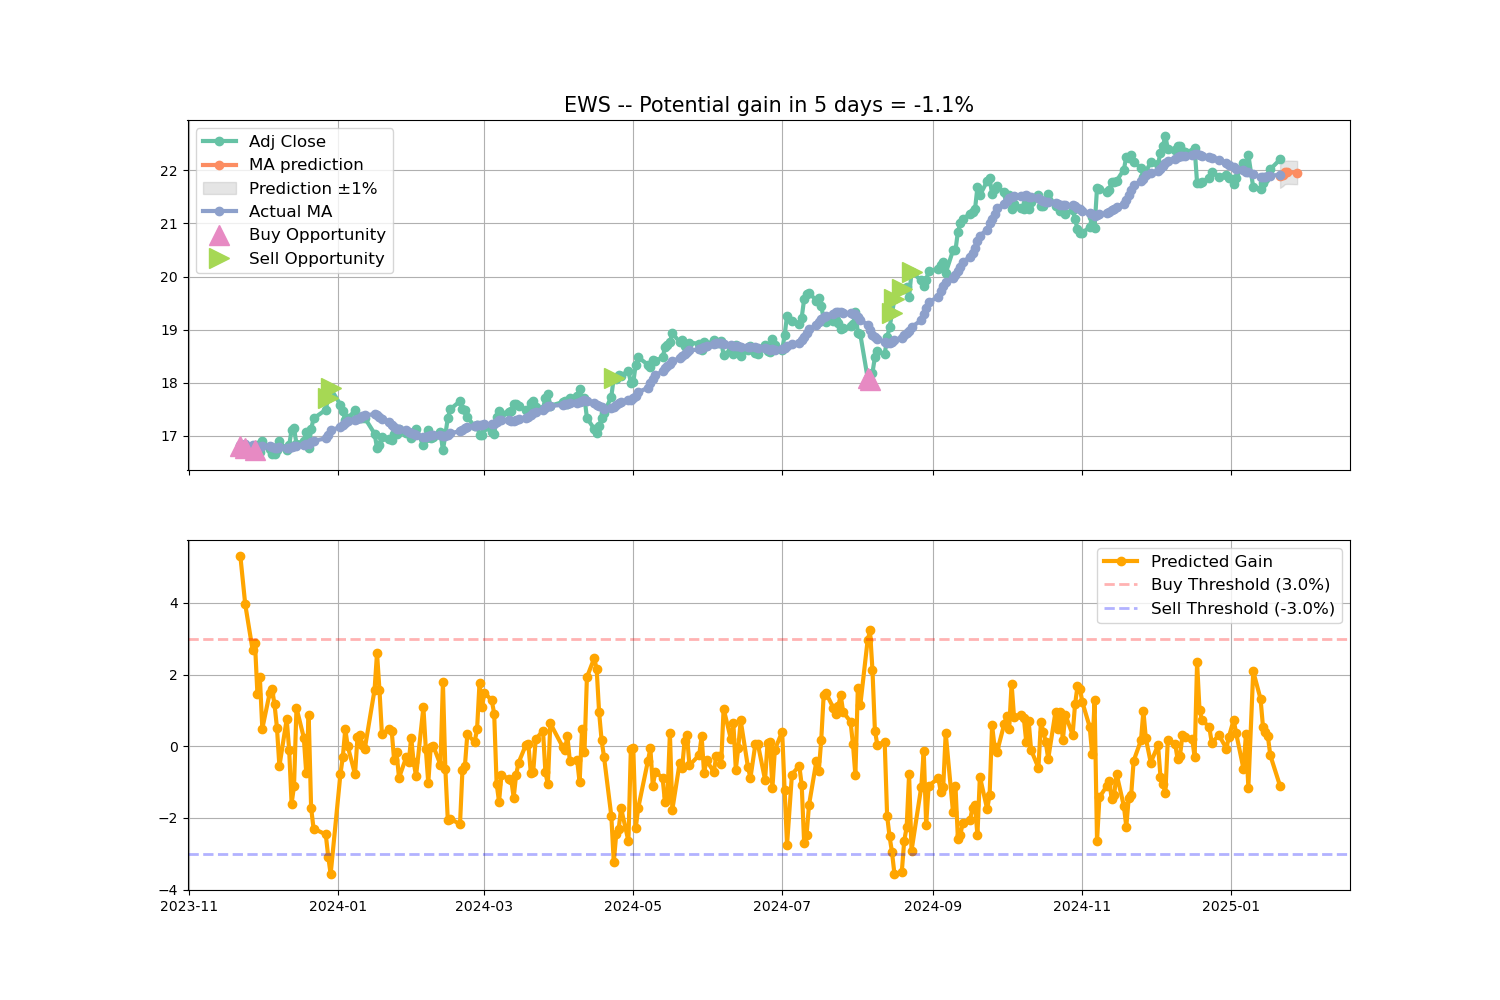 EWS -- Potential gain in 5 days = -1.1%
Adj Close
MA prediction
Prediction ±1%
Actual MA
Buy Opportunity
Sell Opportunity
22
21
20
19
18
17
Predicted Gain
Buy Threshold (3.0%)
Sell Threshold (-3.0%)
4
2
0
−2
−4
2023-11 2024-01 2024-03 2024-05 2024-07 2024-09 2024-11 2025-01